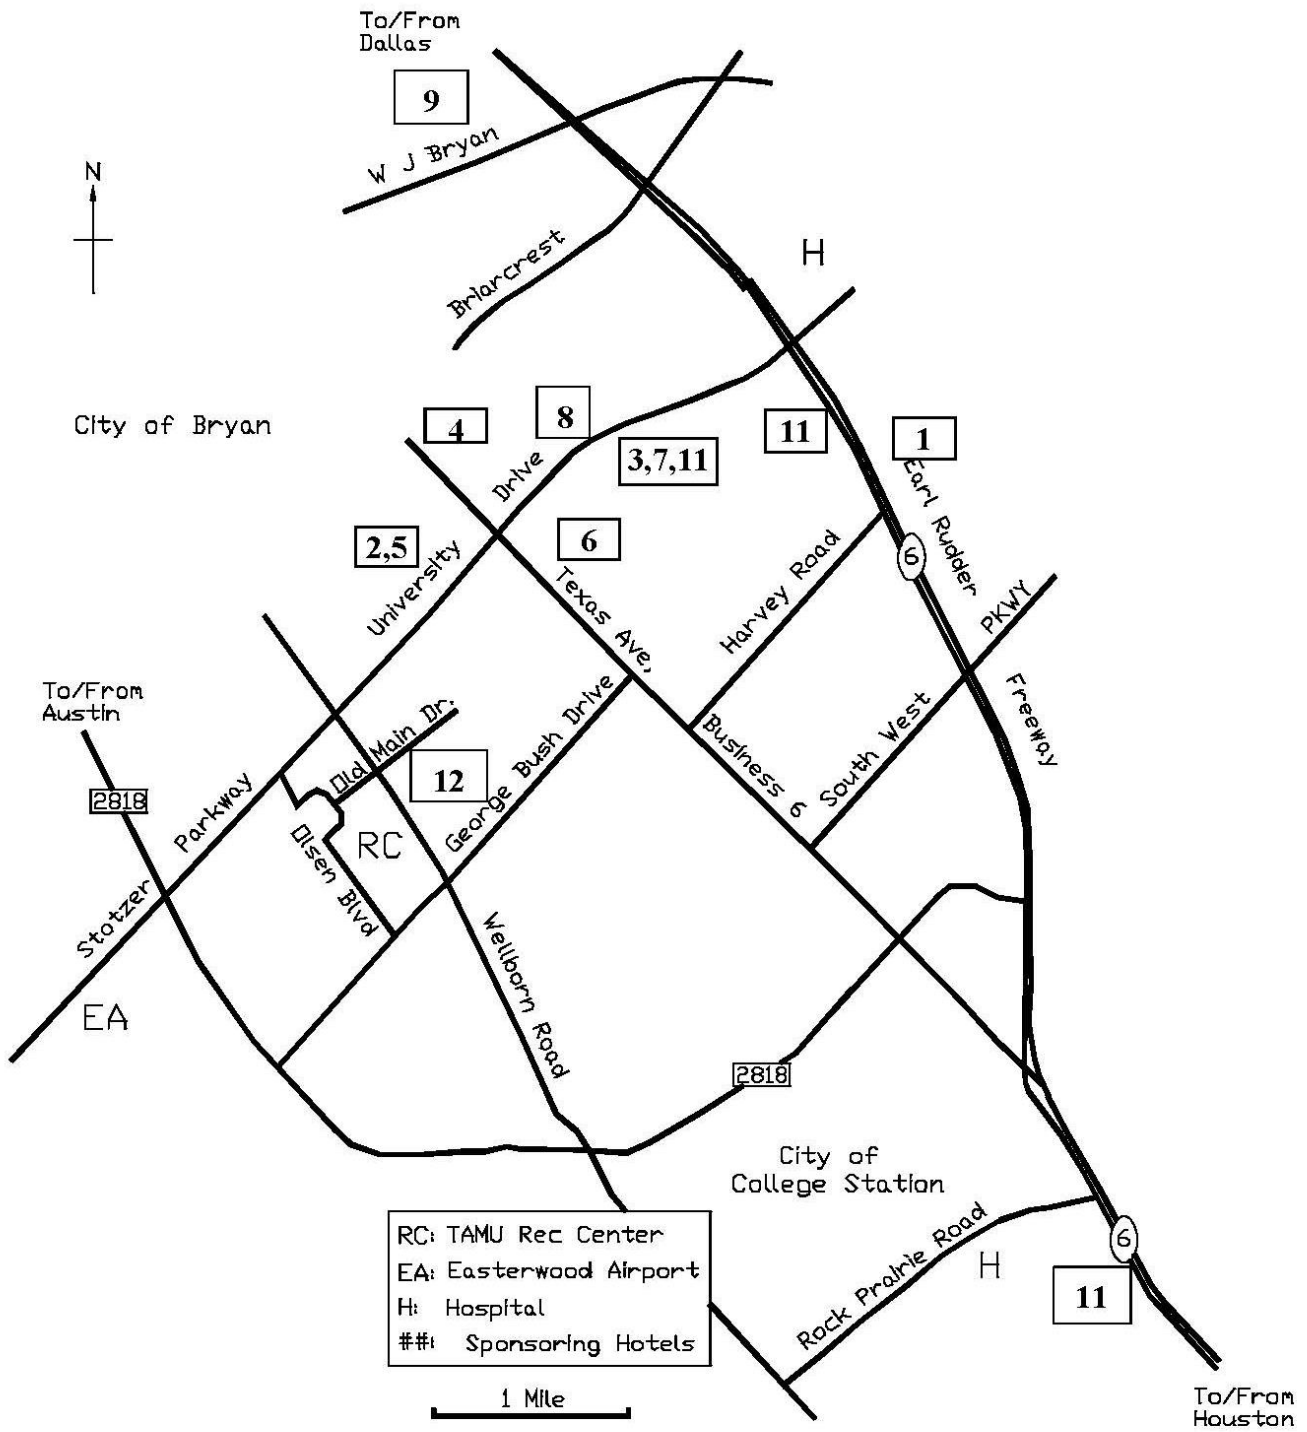 To/From
Dallas
9
W J Bryan
N
Briarcrest
H
City of Bryan
4
8
3,7,11
11
1
University Drive
2,5
6
Texas Ave.
Business 6
Harvey Road
Earl Rudder Freeway
6
South West PKWY
To/From
Austin
2818
Old Main Dr.
12
George Bush Drive
Stotzer Parkway
RC
Olsen Blvd
Wellborn Road
EA
2818
City of
College Station
Rock Prairie Road
H
6
11
RC: TAMU Rec Center
EA: Easterwood Airport
H: Hospital
##: Sponsoring Hotels
1 Mile
To/From
Houston